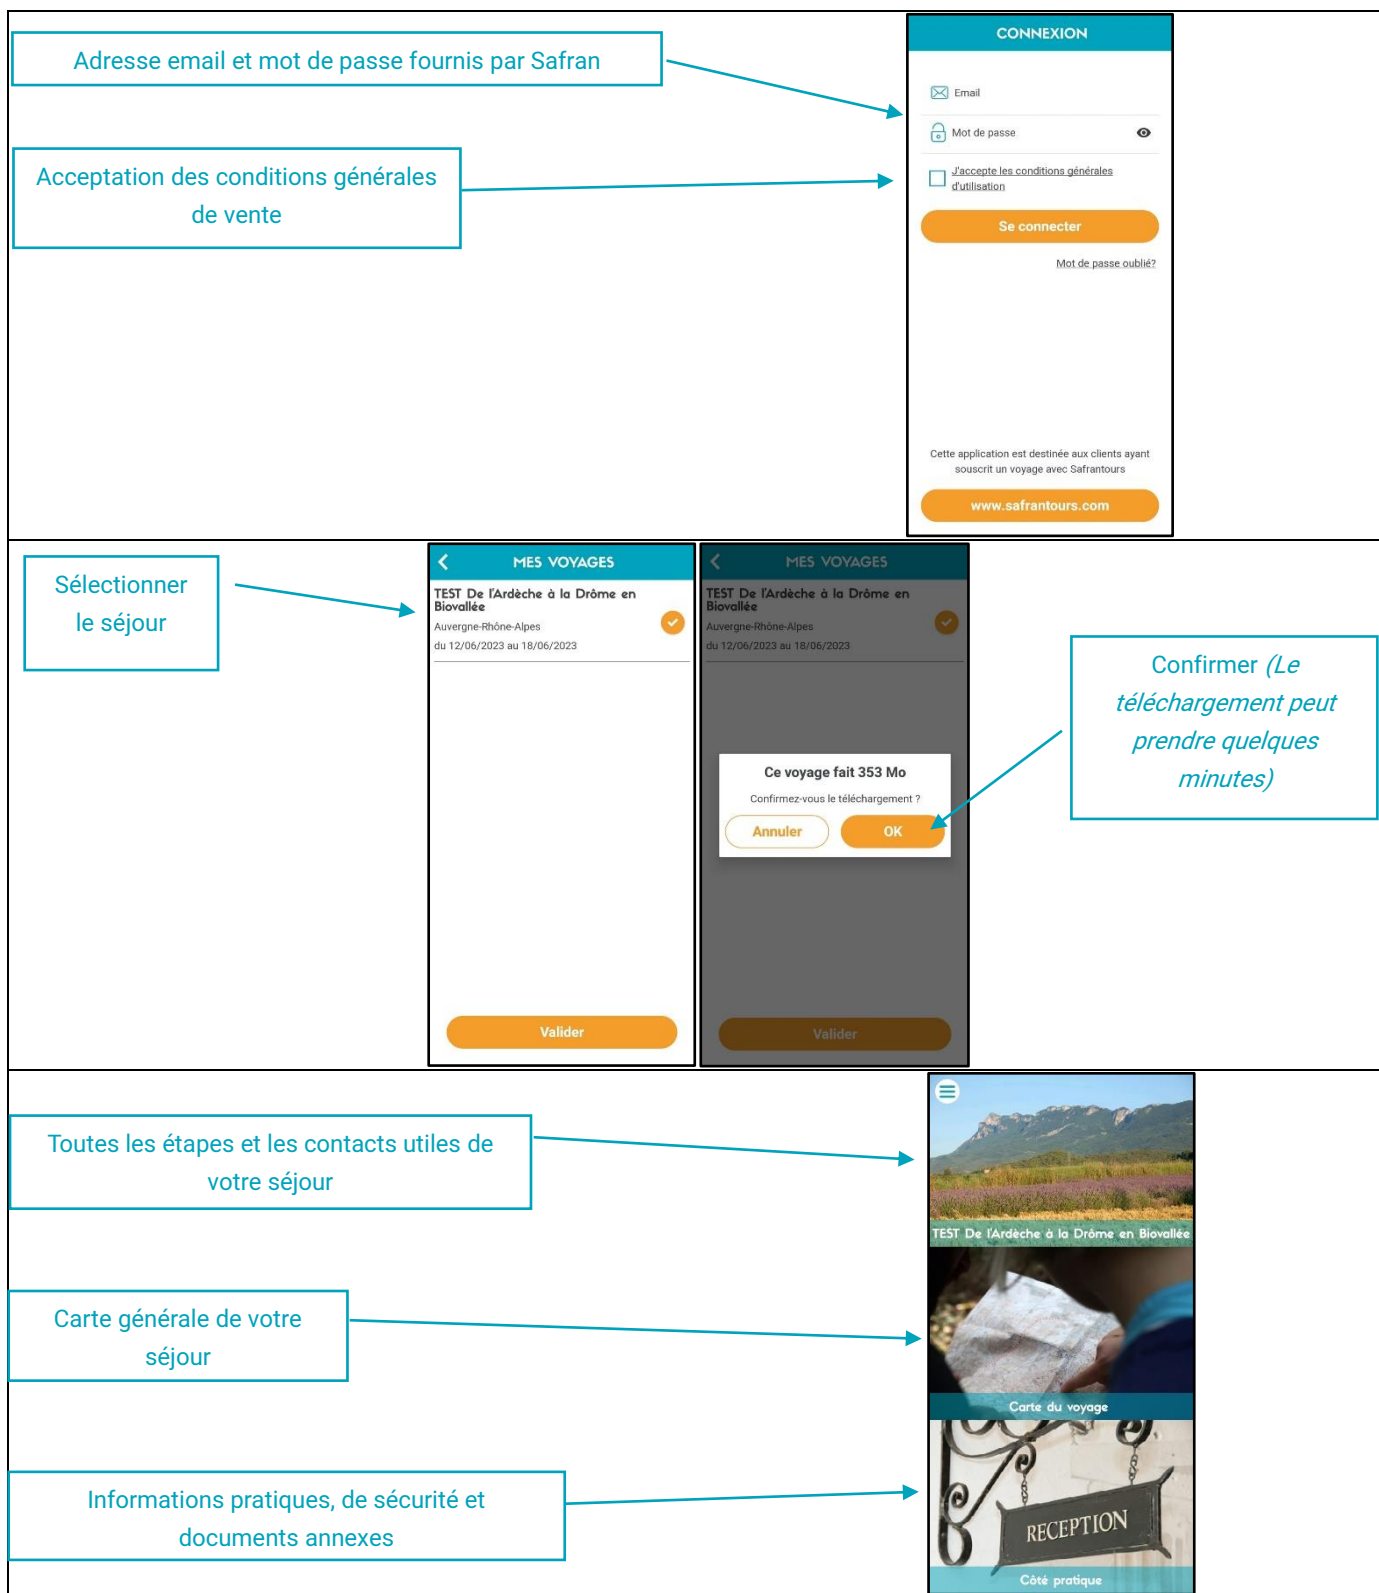 Adresse email et mot de passe fournis par Safran
Acceptation des conditions générales
de vente
CONNEXION
Email
Mot de passe
J'accepte les conditions générales
d'utilisation
Se connecter
Mot de passe oublié?
Cette application est destinée aux clients ayant
souscrit un voyage avec Safrantours
www.safrantours.com
Sélectionner
le séjour
MES VOYAGES
TEST De l'Ardèche à la Drôme en
Biovallée
Auvergne-Rhône-Alpes
du 12/06/2023 au 18/06/2023
Valider
MES VOYAGES
TEST De l'Ardèche à la Drôme en
Biovallée
Auvergne-Rhône-Alpes
du 12/06/2023 au 18/06/2023
Ce voyage fait 353 Mo
Confirmez-vous le téléchargement ?
Annuler
OK
Valider
Confirmer (Le
téléchargement peut
prendre quelques
minutes)
Toutes les étapes et les contacts utiles de
votre séjour
Carte générale de votre
séjour
Informations pratiques, de sécurité et
documents annexes
TEST De l'Ardèche à la Drôme en Biovallée
Carte du voyage
RECEPTION
Côté pratique